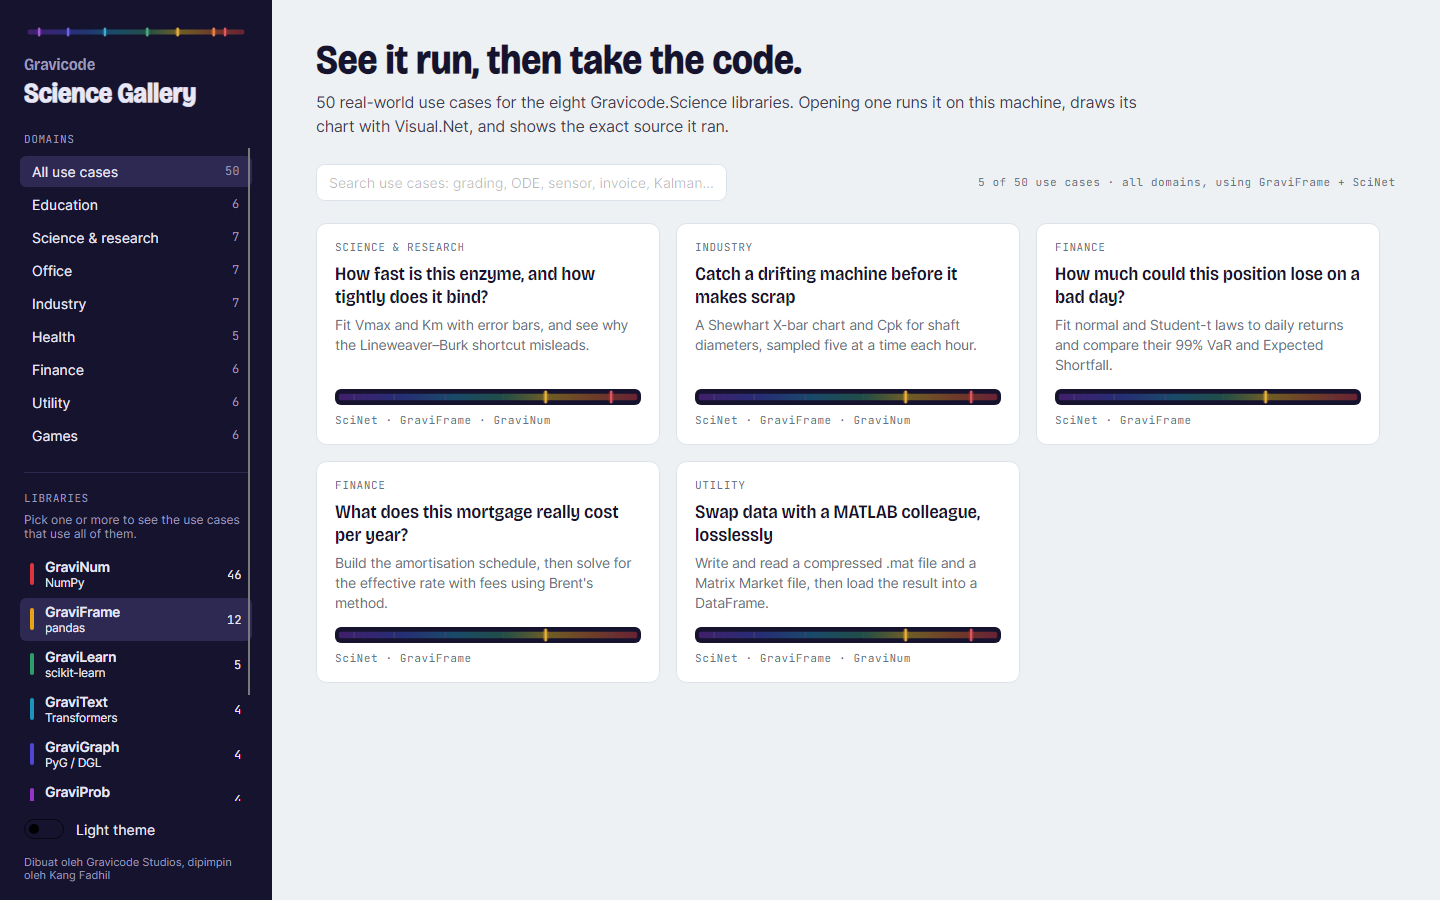 Gravicode
Science Gallery
DOMAINS
All use cases 50
Education 6
Science & research 7
Office 7
Industry 7
Health 5
Finance 6
Utility 6
Games 6
LIBRARIES
Pick one or more to see the use cases
that use all of them.
GraviNum
NumPy
46
GraviFrame
pandas
12
GraviLearn
scikit-learn
5
GraviText
Transformers
4
GraviGraph
PyG / DGL
4
GraviProb
4
Light theme
Dibuat oleh Gravicode Studios, dipimpin
oleh Kang Fadhil
See it run, then take the code.
50 real-world use cases for the eight Gravicode.Science libraries. Opening one runs it on this machine, draws its
chart with Visual.Net, and shows the exact source it ran.
Search use cases: grading, ODE, sensor, invoice, Kalman...
5 of 50 use cases · all domains, using GraviFrame + SciNet
SCIENCE & RESEARCH
How fast is this enzyme, and how
tightly does it bind?
Fit Vmax and Km with error bars, and see why
the Lineweaver–Burk shortcut misleads.
SciNet · GraviFrame · GraviNum
INDUSTRY
Catch a drifting machine before it
makes scrap
A Shewhart X-bar chart and Cpk for shaft
diameters, sampled five at a time each hour.
SciNet · GraviFrame · GraviNum
FINANCE
How much could this position lose on a
bad day?
Fit normal and Student-t laws to daily returns
and compare their 99% VaR and Expected
Shortfall.
SciNet · GraviFrame
FINANCE
What does this mortgage really cost
per year?
Build the amortisation schedule, then solve for
the effective rate with fees using Brent's
method.
SciNet · GraviFrame
UTILITY
Swap data with a MATLAB colleague,
losslessly
Write and read a compressed .mat file and a
Matrix Market file, then load the result into a
DataFrame.
SciNet · GraviFrame · GraviNum